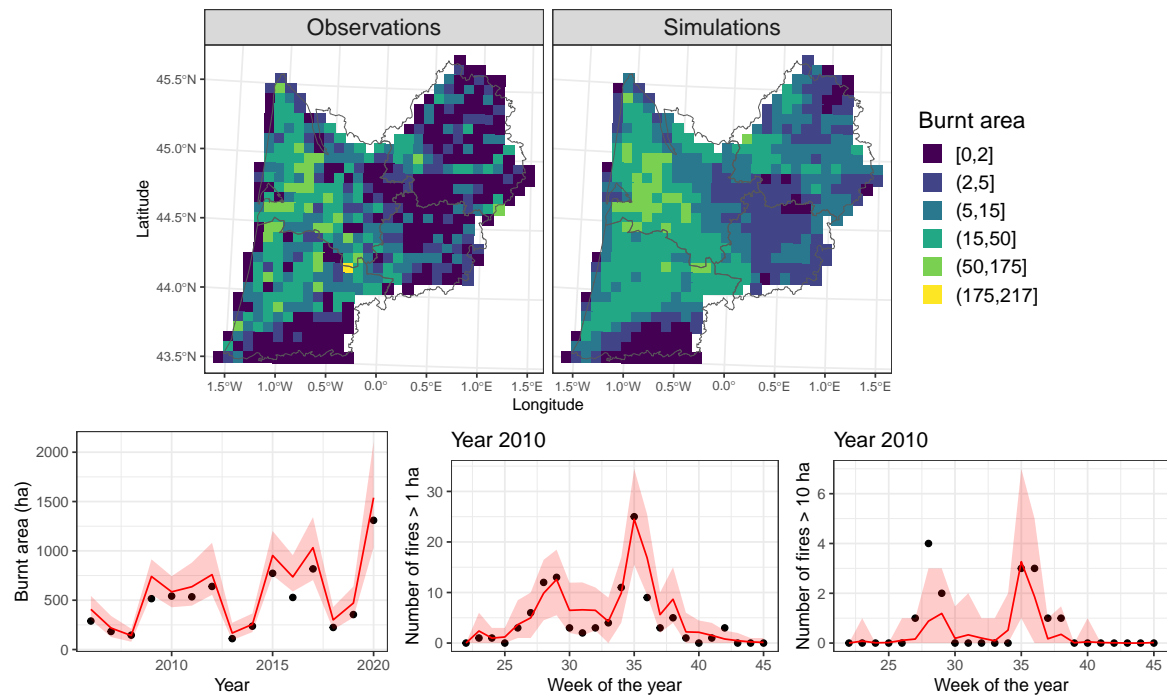 Observations Simulations
45.5°N
45.0°N
44.5°N
44.0°N
43.5°N
Latitude
1.5°W 1.0°W 0.5°W 0.0° 0.5°E 1.0°E 1.5°E 1.5°W 1.0°W 0.5°W 0.0° 0.5°E 1.0°E 1.5°E
Longitude
Burnt area
[0,2]
(2,5]
(5,15]
(15,50]
(50,175]
(175,217]
2000
1500
1000
500
0
Burnt area (ha)
2010 2015 2020
Year
Year 2010
30
20
10
0
Number of fires > 1 ha
25 30 35 40 45
Week of the year
Year 2010
6
4
2
0
Number of fires > 10 ha
25 30 35 40 45
Week of the year